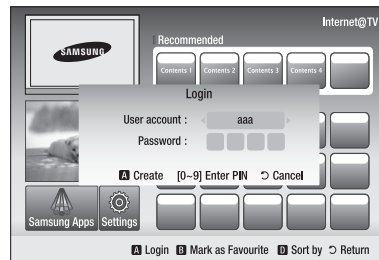 Internet@TV
SAMSUNG
Recommended
Contents 1 Contents 2 Contents 3 Contents 4
Login
User account : aaa
Password :
A Create [0~9] Enter PIN ⮌ Cancel
Samsung Apps Settings
A Login B Mark as Favourite D Sort by ⮌ Return